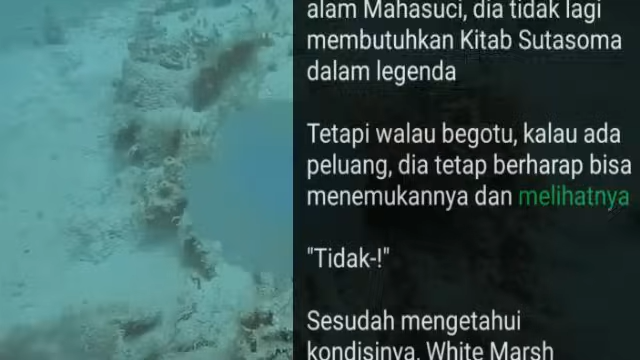 alam Mahasuci, dia tidak lagi
membutuhkan Kitab Sutasoma
dalam legenda
Tetapi walau begotu, kalau ada
peluang, dia tetap berharap bisa
menemukannya dan melihatnya
"Tidak-!"
Sesudah mengetahui
kondisinya, White Marsh